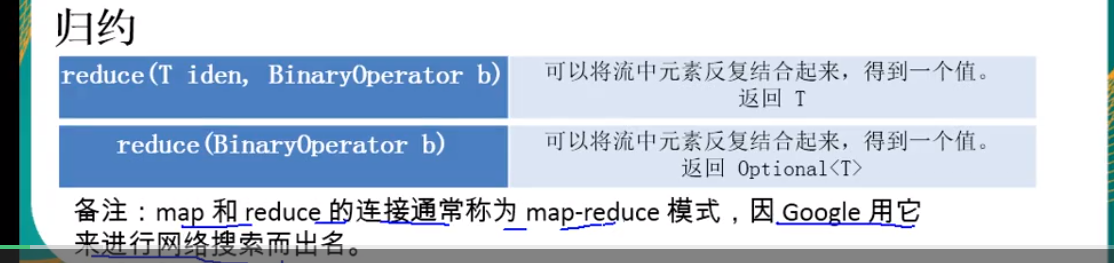 归约
reduce(T iden, BinaryOperator b)
可以将流中元素反复结合起来，得到一个值。
返回 T
reduce(BinaryOperator b)
可以将流中元素反复结合起来，得到一个值。
返回 Optional<T>
备注：map 和 reduce 的连接通常称为 map-reduce 模式，因 Google 用它
来进行网络搜索而出名。